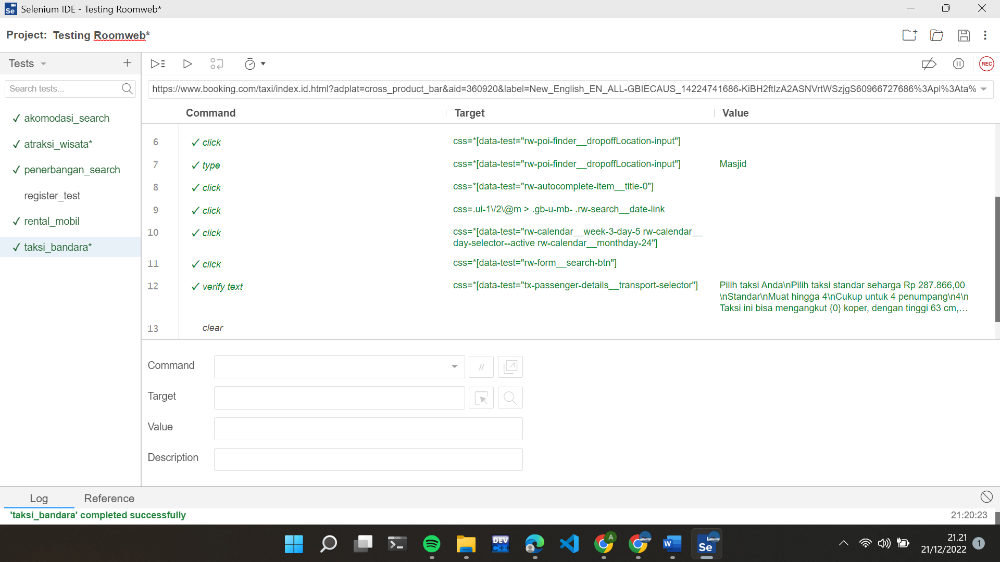 Selenium IDE - Testing Roomweb*
Project: Testing Roomweb*
Tests
Search tests...
akomodasi_search
atraksi_wisata*
penerbangan_search
register_test
rental_mobil
taksi_bandara*
REC
https://www.booking.com/taxi/index.id.html?adplat=cross_product_bar&aid=360920&label=New_English_EN_ALL-GBIECAUS_14224741686-KiBH2ftIzA2ASNVrtWSzjgS60966727686%3Apl%3Ata%
Command Target Value
6 click css=*[data-test="rw-poi-finder__dropoffLocation-input"]
7 type css=*[data-test="rw-poi-finder__dropoffLocation-input"] Masjid
8 click css=*[data-test="rw-autocomplete-item__title-0"]
9 click css=.ui-1\/2\@m > .gb-u-mb- .rw-search__date-link
10 click css=*[data-test="rw-calendar__week-3-day-5 rw-calendar__
day-selector--active rw-calendar__monthday-24"]
11 click css=*[data-test="rw-form__search-btn"]
12 verify text css=*[data-test="tx-passenger-details__transport-selector"] Pilih taksi Anda\nPilih taksi standar seharga Rp 287.866,00
\nStandar\nMuat hingga 4\nCukup untuk 4 penumpang\n4\n
Taksi ini bisa mengangkut {0} koper, dengan tinggi 63 cm,...
13 clear
Command
//
Target
Value
Description
Log Reference
'taksi_bandara' completed successfully 21:20:23
DEV
C++
A
W
Se
21.21
21/12/2022
1